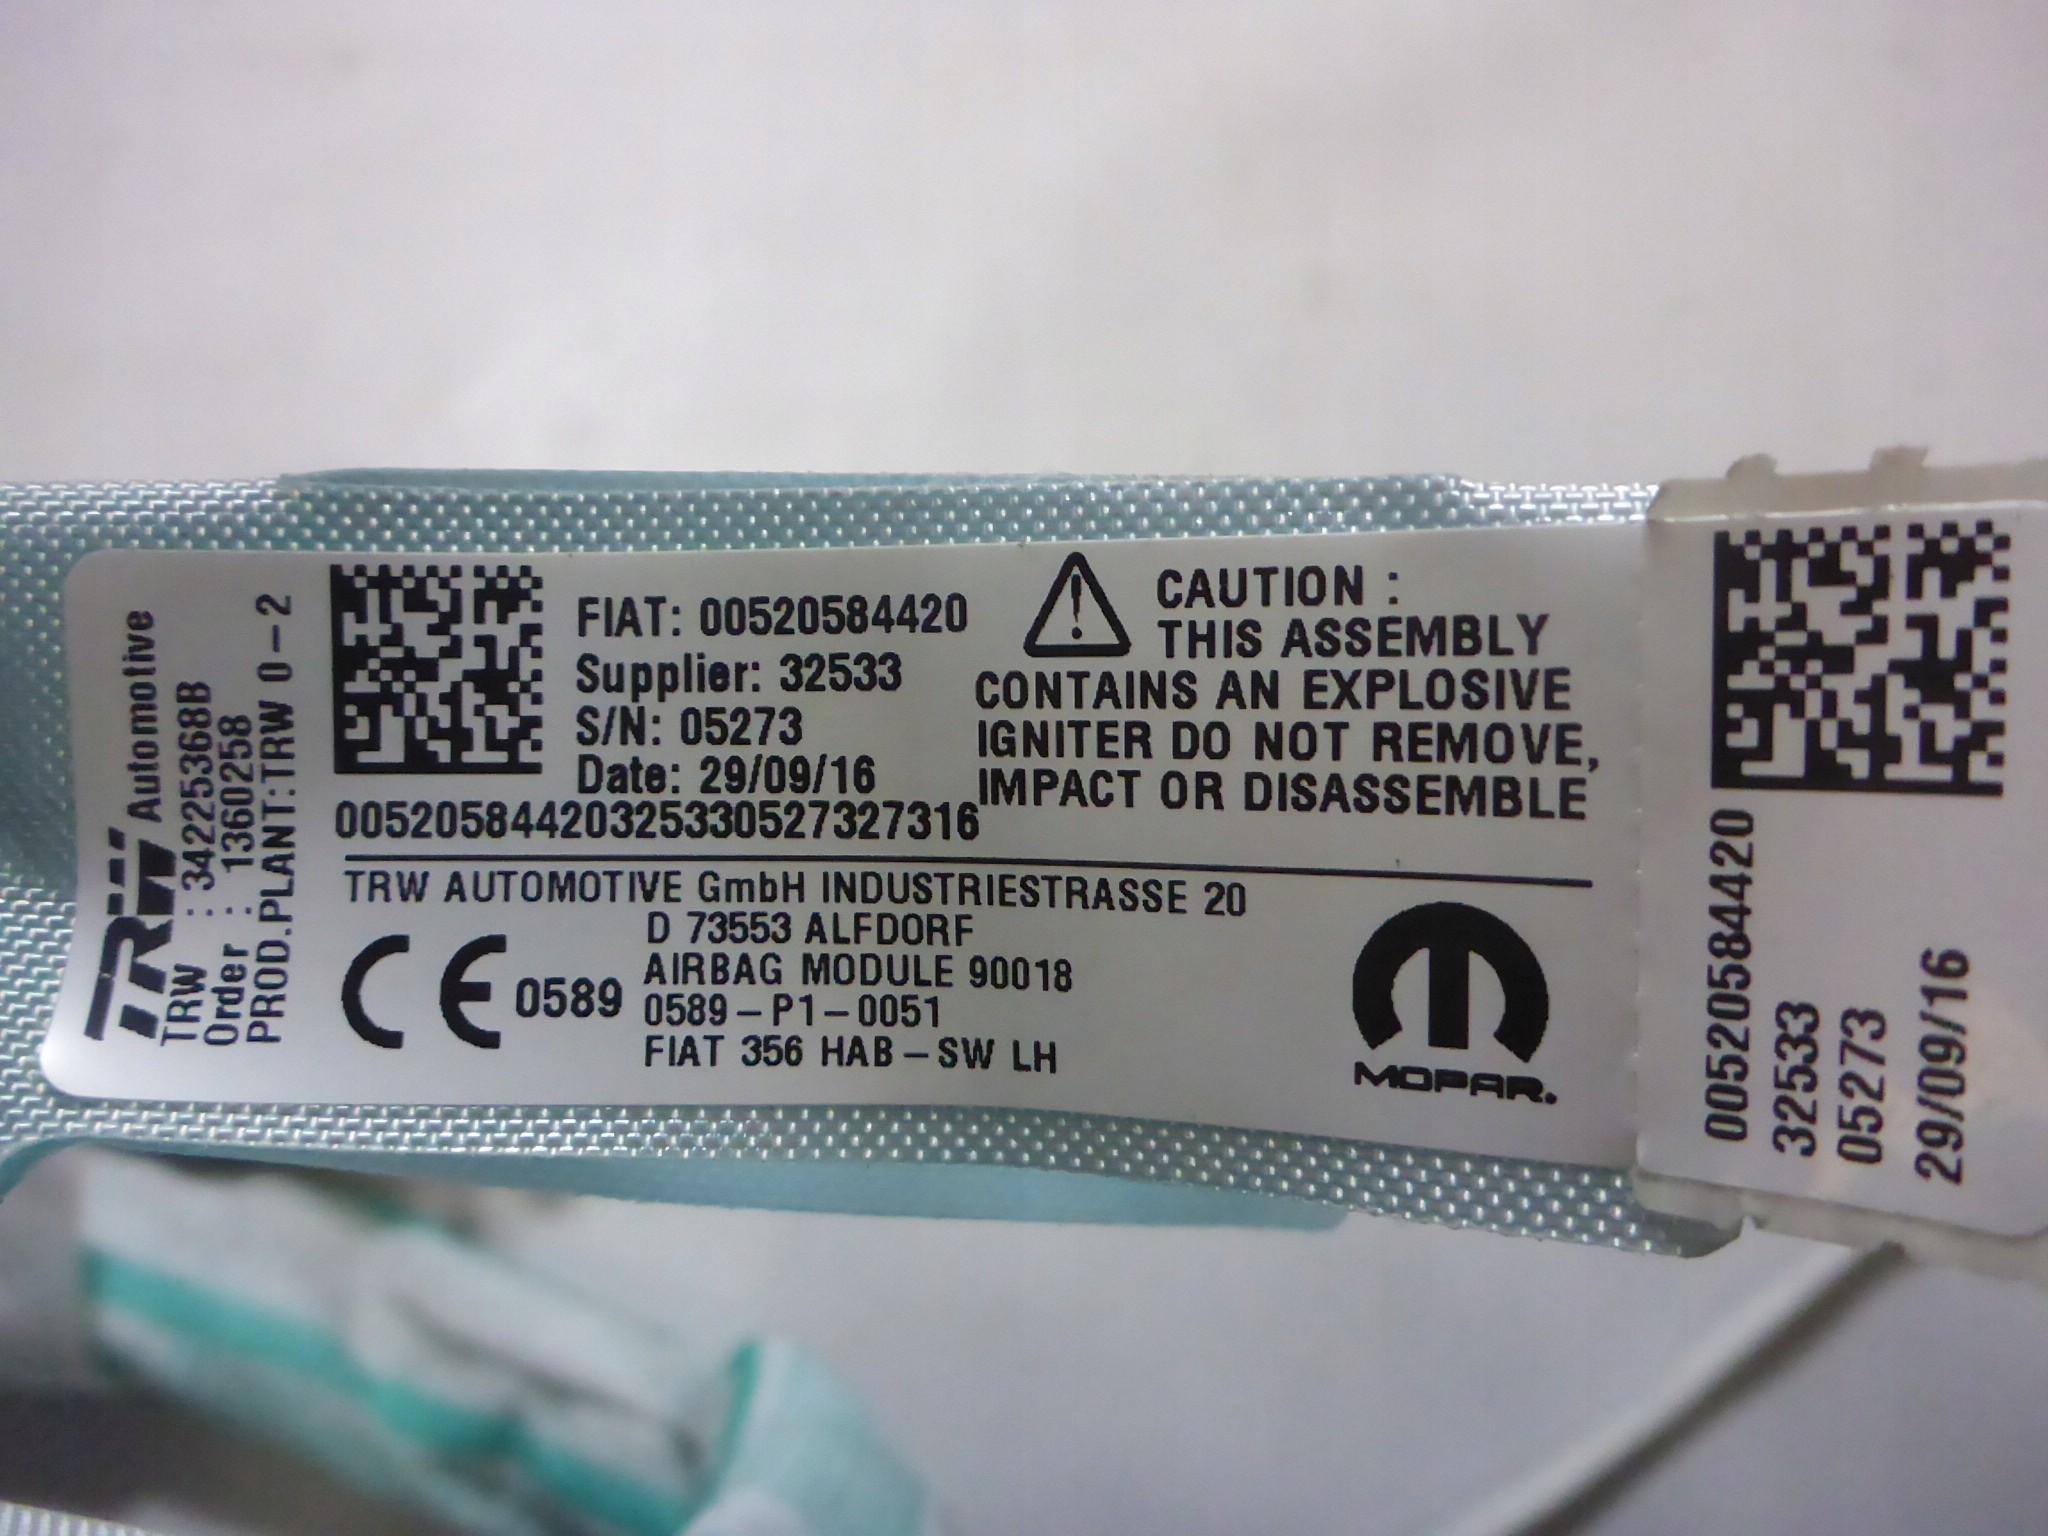 TRW Automotive
TRW : 34225368B
Order : 1360258
PROD.PLANT:TRW 0-2
FIAT: 00520584420
Supplier: 32533
S/N: 05273
Date: 29/09/16
00520584420325330527327316
CAUTION :
THIS ASSEMBLY
CONTAINS AN EXPLOSIVE
IGNITER DO NOT REMOVE,
IMPACT OR DISASSEMBLE
TRW AUTOMOTIVE GmbH INDUSTRIESTRASSE 20
D 73553 ALFDORF
AIRBAG MODULE 90018
CE 0589 0589-P1-0051
FIAT 356 HAB-SW LH
MOPAR.
00520584420
32533
05273
29/09/16